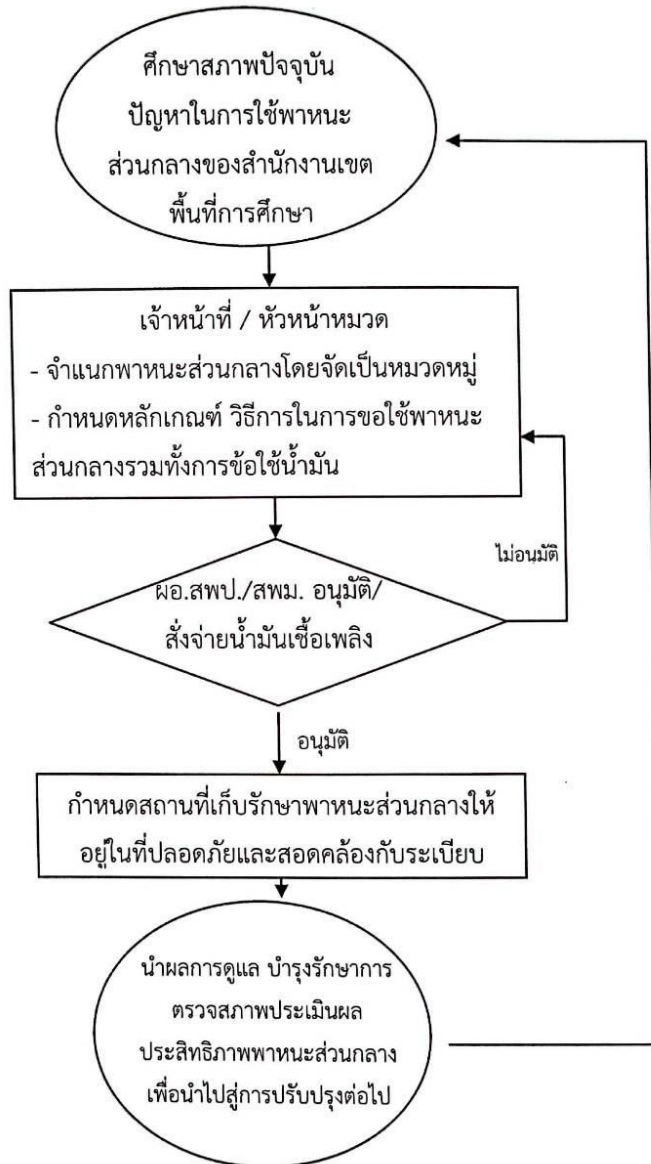 ศึกษาสภาพปัจจุบัน
ปัญหาในการใช้พาหนะ
ส่วนกลางของสำนักงานเขต
พื้นที่การศึกษา
เจ้าหน้าที่ / หัวหน้าหมวด
- จำแนกพาหนะส่วนกลางโดยจัดเป็นหมวดหมู่
- กำหนดหลักเกณฑ์ วิธีการในการขอใช้พาหนะ
ส่วนกลางรวมทั้งการข้อใช้น้ำมัน
ไม่อนุมัติ
ผอ.สพป./สพม. อนุมัติ/
สั่งจ่ายน้ำมันเชื้อเพลิง
อนุมัติ
กำหนดสถานที่เก็บรักษาพาหนะส่วนกลางให้
อยู่ในที่ปลอดภัยและสอดคล้องกับระเบียบ
นำผลการดูแล บำรุงรักษาการ
ตรวจสภาพประเมินผล
ประสิทธิภาพพาหนะส่วนกลาง
เพื่อนำไปสู่การปรับปรุงต่อไป